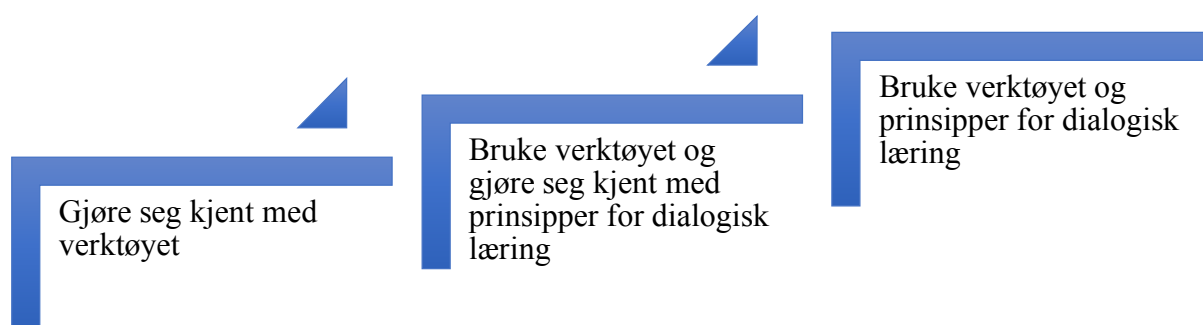 Gjøre seg kjent med
verktøyet
Bruke verktøyet og
gjøre seg kjent med
prinsipper for dialogisk
læring
Bruke verktøyet og
prinsipper for dialogisk
læring